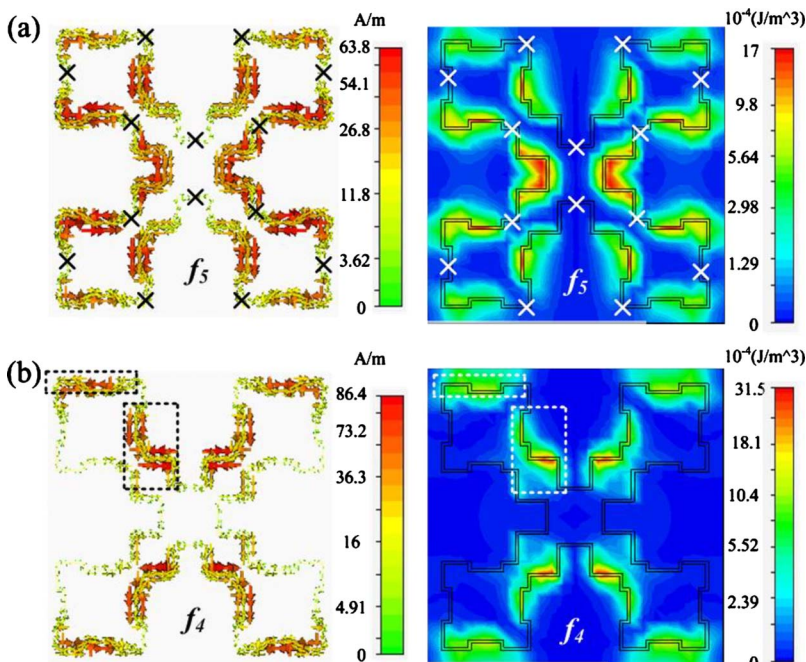 (a)
A/m
63.8
54.1
26.8
11.8
3.62
0
f5
10-4(J/m^3)
17
9.8
5.64
2.98
1.29
0
f5
(b)
A/m
86.4
73.2
36.3
16
4.91
0
f4
10-4(J/m^3)
31.5
18.1
10.4
5.52
2.39
0
f4